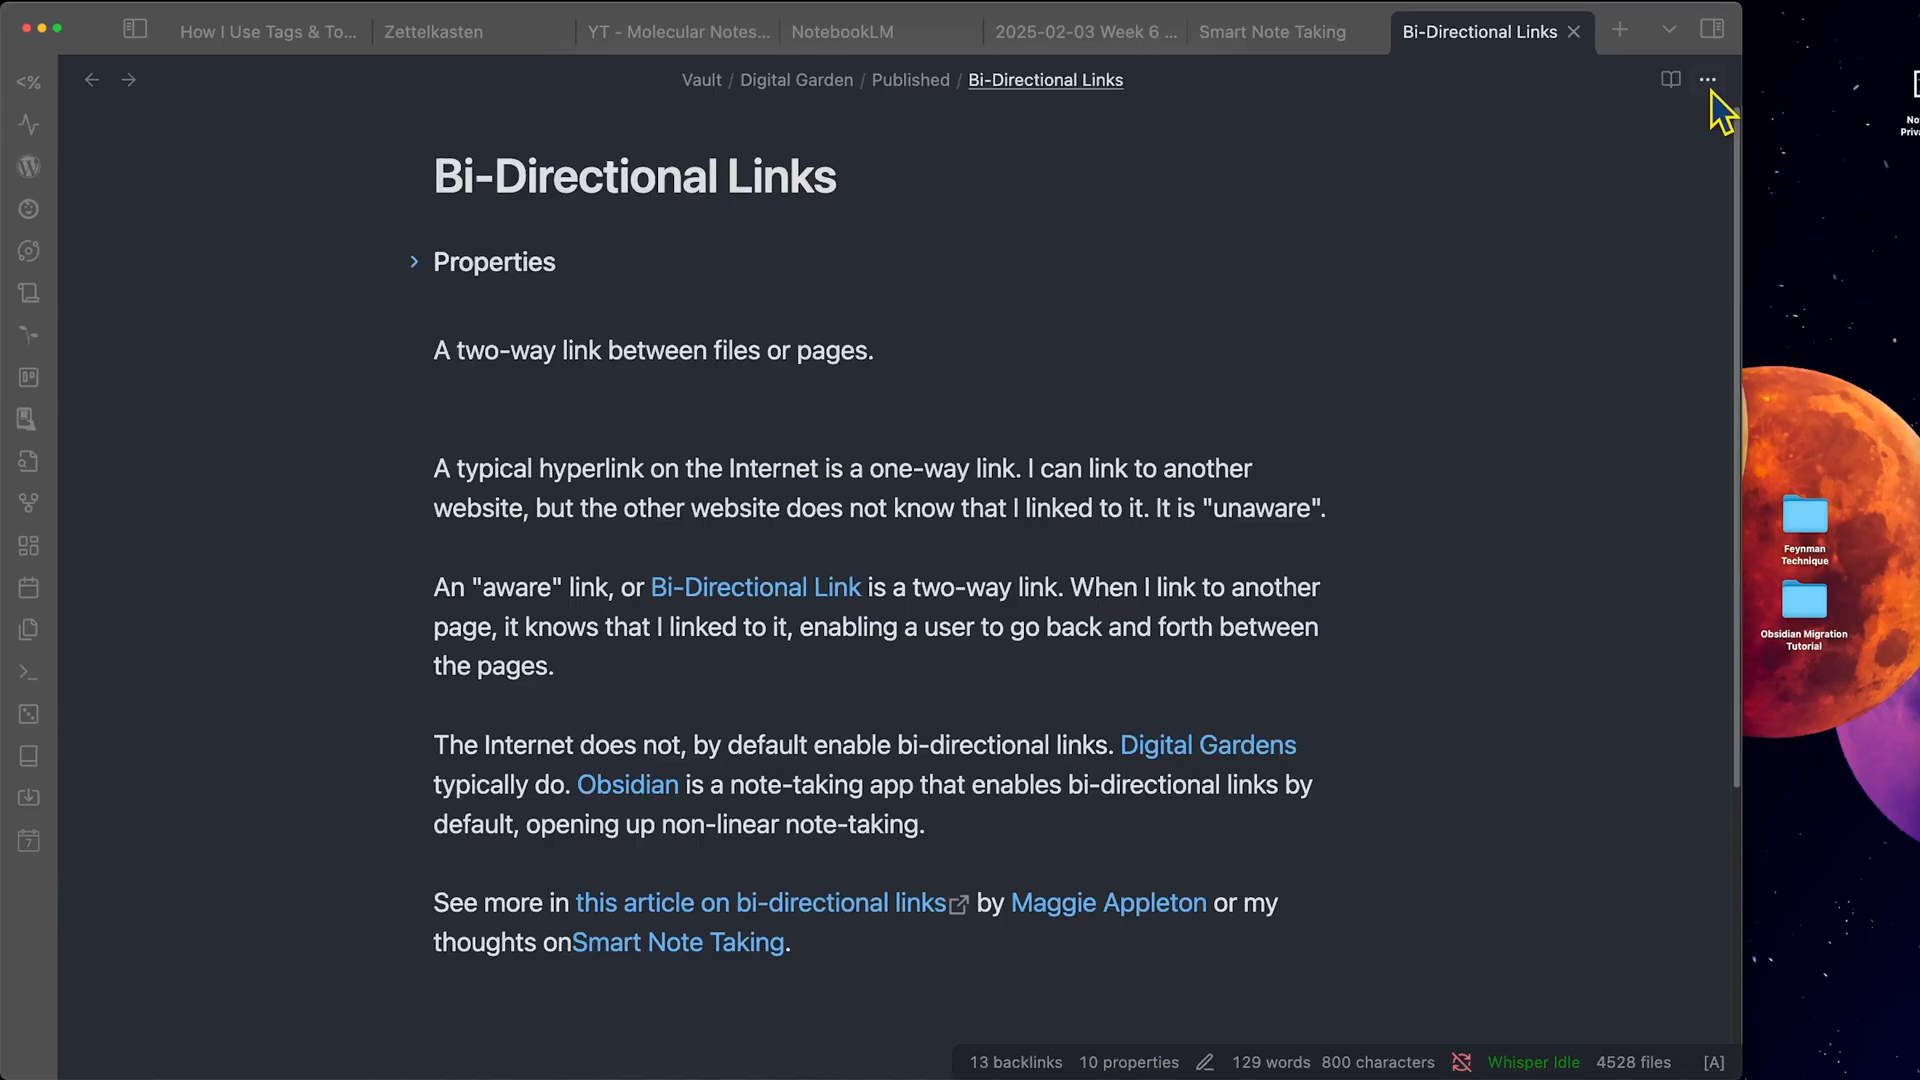 How I Use Tags & To...
Zettelkasten
YT - Molecular Notes...
NotebookLM
2025-02-03 Week 6 ...
Smart Note Taking
Bi-Directional Links
Vault / Digital Garden / Published / Bi-Directional Links
Bi-Directional Links
Properties
A two-way link between files or pages.
A typical hyperlink on the Internet is a one-way link. I can link to another
website, but the other website does not know that I linked to it. It is "unaware".
An "aware" link, or Bi-Directional Link is a two-way link. When I link to another
page, it knows that I linked to it, enabling a user to go back and forth between
the pages.
The Internet does not, by default enable bi-directional links. Digital Gardens
typically do. Obsidian is a note-taking app that enables bi-directional links by
default, opening up non-linear note-taking.
See more in this article on bi-directional links by Maggie Appleton or my
thoughts onSmart Note Taking.
13 backlinks 10 properties 129 words 800 characters Whisper Idle 4528 files [A]
<%
7
Feynman
Technique
Obsidian Migration
Tutorial